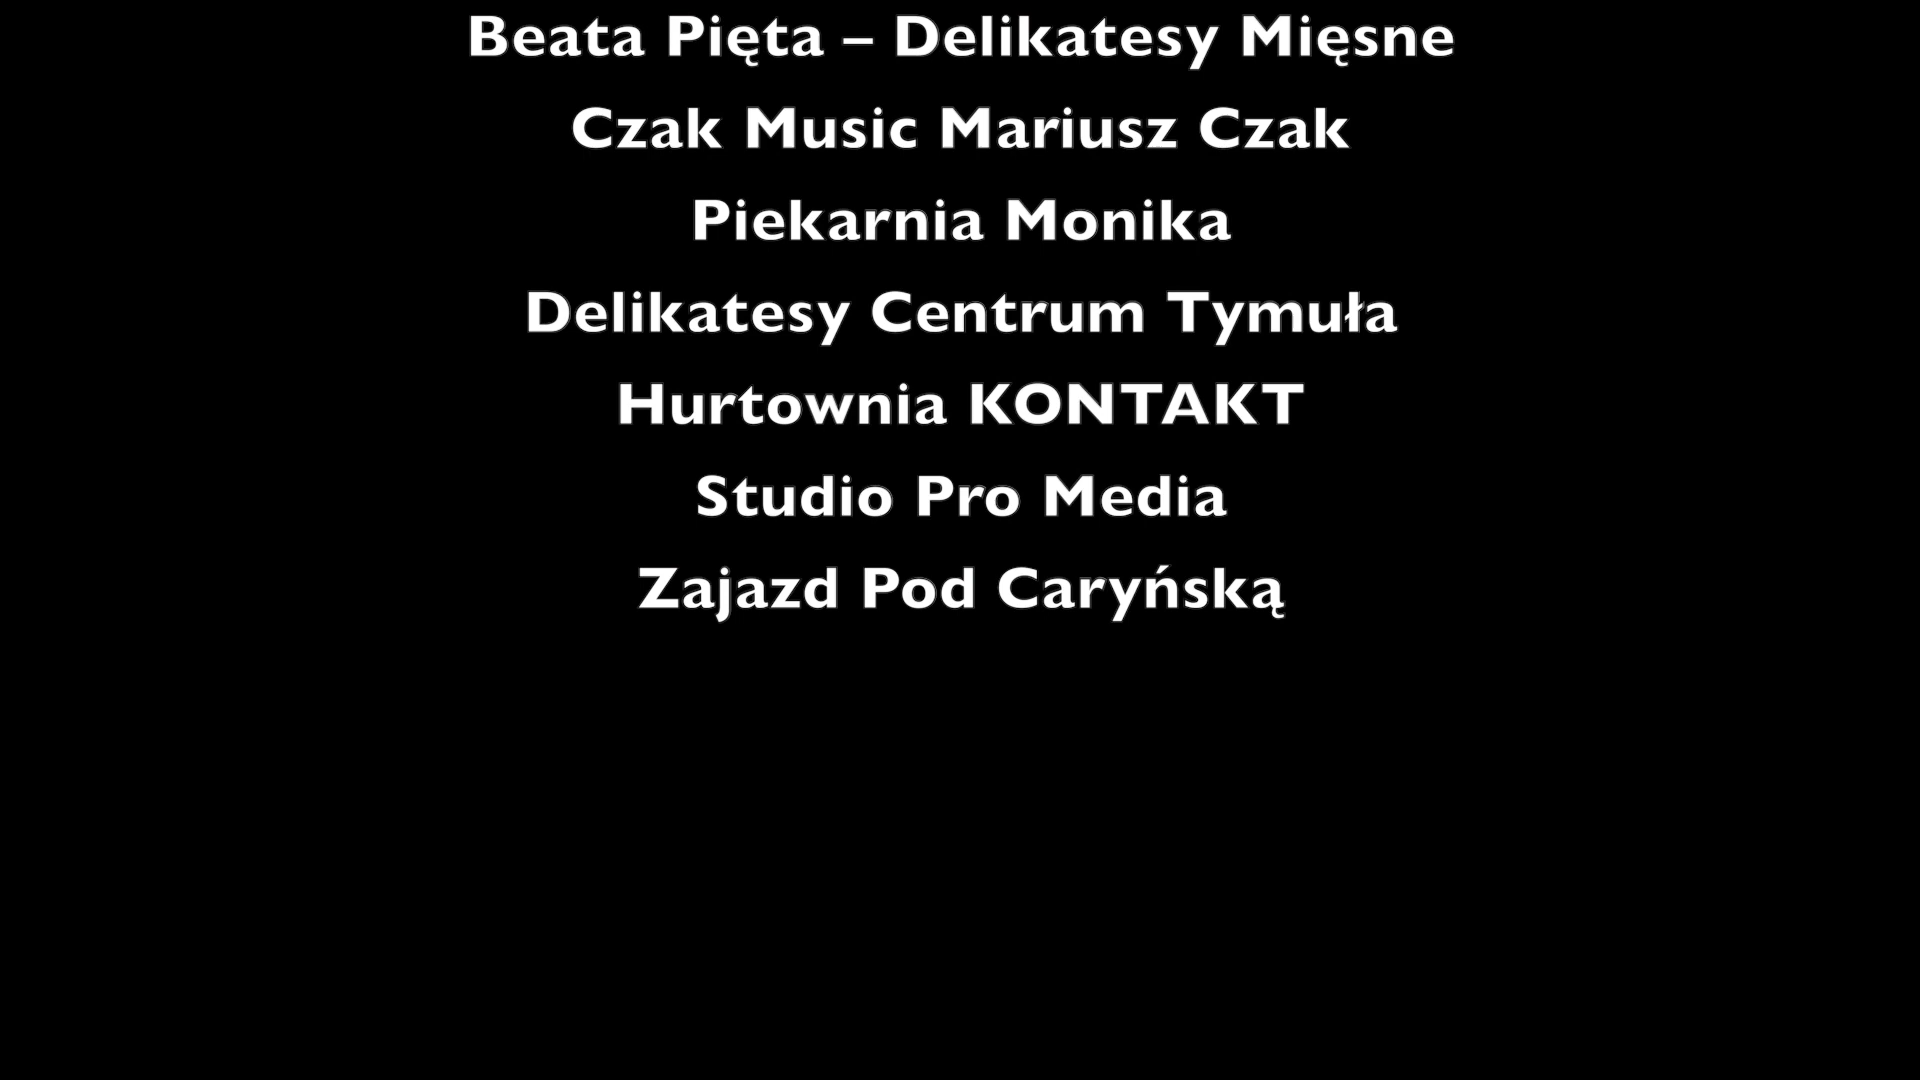 Beata Pięta – Delikatesy Mięsne
Czak Music Mariusz Czak
Piekarnia Monika
Delikatesy Centrum Tymuła
Hurtownia KONTAKT
Studio Pro Media
Zajazd Pod Caryńską